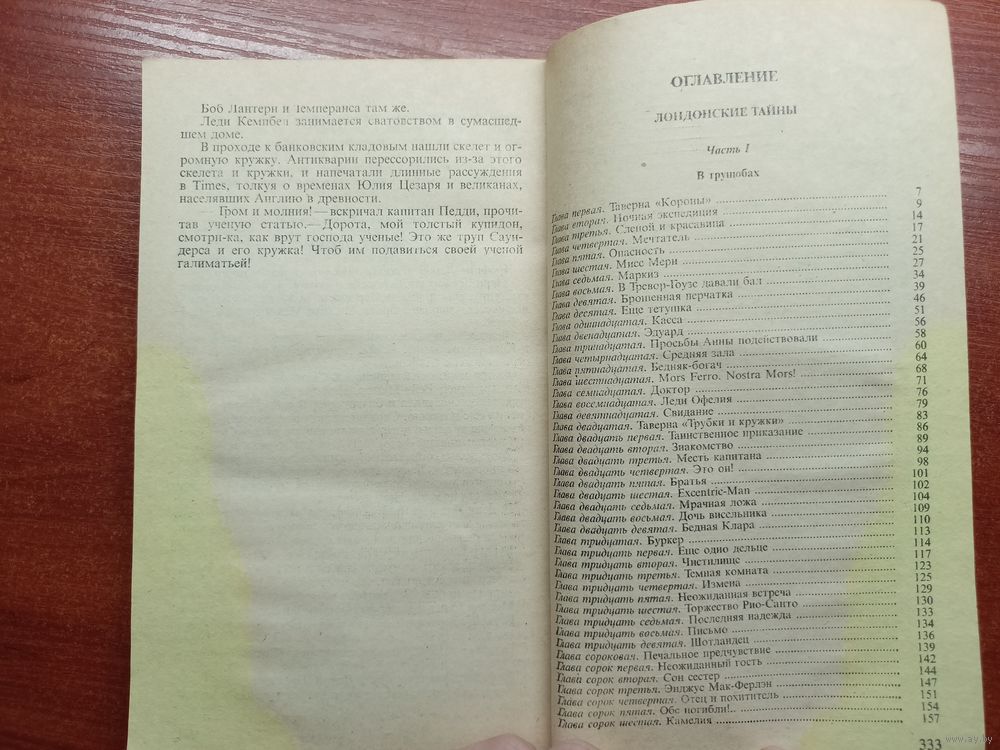 Боб Лантерн и Темперанса там же.
Леди Кемпбел занимается сватовством в сумасшед-
шем доме.
В проходе к банковским кладовым нашли скелет и ог-
ромную кружку. Антикварии перессорились из-за этого
скелета и кружки, и напечатали длинные рассуждения
в Times, толкуя о временах Юлия Цезаря и великанах,
населявших Англию в древности.
— Гром и молния! — вскричал капитан Педди, прочи-
тав ученую статью. — Дорота, мой толстый купидон,
смотри-ка, как врут господа ученые! Это же труп Саун-
дерса и его кружка! Чтоб им подавиться своей ученой
галиматьей!
ОГЛАВЛЕНИЕ
ЛОНДОНСКИЕ ТАЙНЫ
Часть I
В трущобах
Глава первая. Таверна «Короны» 7
Глава вторая. Ночная экспедиция 9
Глава третья. Слепой и красавица 14
Глава четвертая. Мечтатель 17
Глава пятая. Опасность 21
Глава шестая. Мисс Мери 25
Глава седьмая. Маркиз 27
Глава восьмая. В Тревор-Гоузе давали бал 34
Глава девятая. Брошенная перчатка 39
Глава десятая. Еще тетушка 46
Глава одиннадцатая. Касса 51
Глава двенадцатая. Эдуард 56
Глава тринадцатая. Просьбы Анны подействовали 58
Глава четырнадцатая. Средняя зала 60
Глава пятнадцатая. Бедняк-богач 64
Глава шестнадцатая. Mors Ferro. Nostra Mors! 68
Глава семнадцатая. Доктор 71
Глава восемнадцатая. Леди Офелия 76
Глава девятнадцатая. Свидание 79
Глава двадцатая. Таверна «Трубки и кружки» 83
Глава двадцать первая. Таинственное приказание 86
Глава двадцать вторая. Знакомство 89
Глава двадцать третья. Месть капитана 94
Глава двадцать четвертая. Это он! 98
Глава двадцать пятая. Братья 101
Глава двадцать шестая. Excentric-Man 102
Глава двадцать седьмая. Мрачная ложа 104
Глава двадцать восьмая. Дочь висельника 109
Глава двадцать девятая. Бедная Клара 110
Глава тридцатая. Буркер 113
Глава тридцать первая. Еще одно дельце 114
Глава тридцать вторая. Чистилище 117
Глава тридцать третья. Темная комната 123
Глава тридцать четвертая. Измена 125
Глава тридцать пятая. Неожиданная встреча 129
Глава тридцать шестая. Торжество Рио-Санто 130
Глава тридцать седьмая. Последняя надежда 133
Глава тридцать восьмая. Письмо 134
Глава тридцать девятая. Шотландец 136
Глава сороковая. Печальное предчувствие 139
Глава сорок первая. Неожиданный гость 142
Глава сорок вторая. Сон сестер 144
Глава сорок третья. Энджус Мак-Фердэн 147
Глава сорок четвертая. Отец и похититель 151
Глава сорок пятая. Обе погибли!.. 154
Глава сорок шестая. Камелия 157
333
ay.by